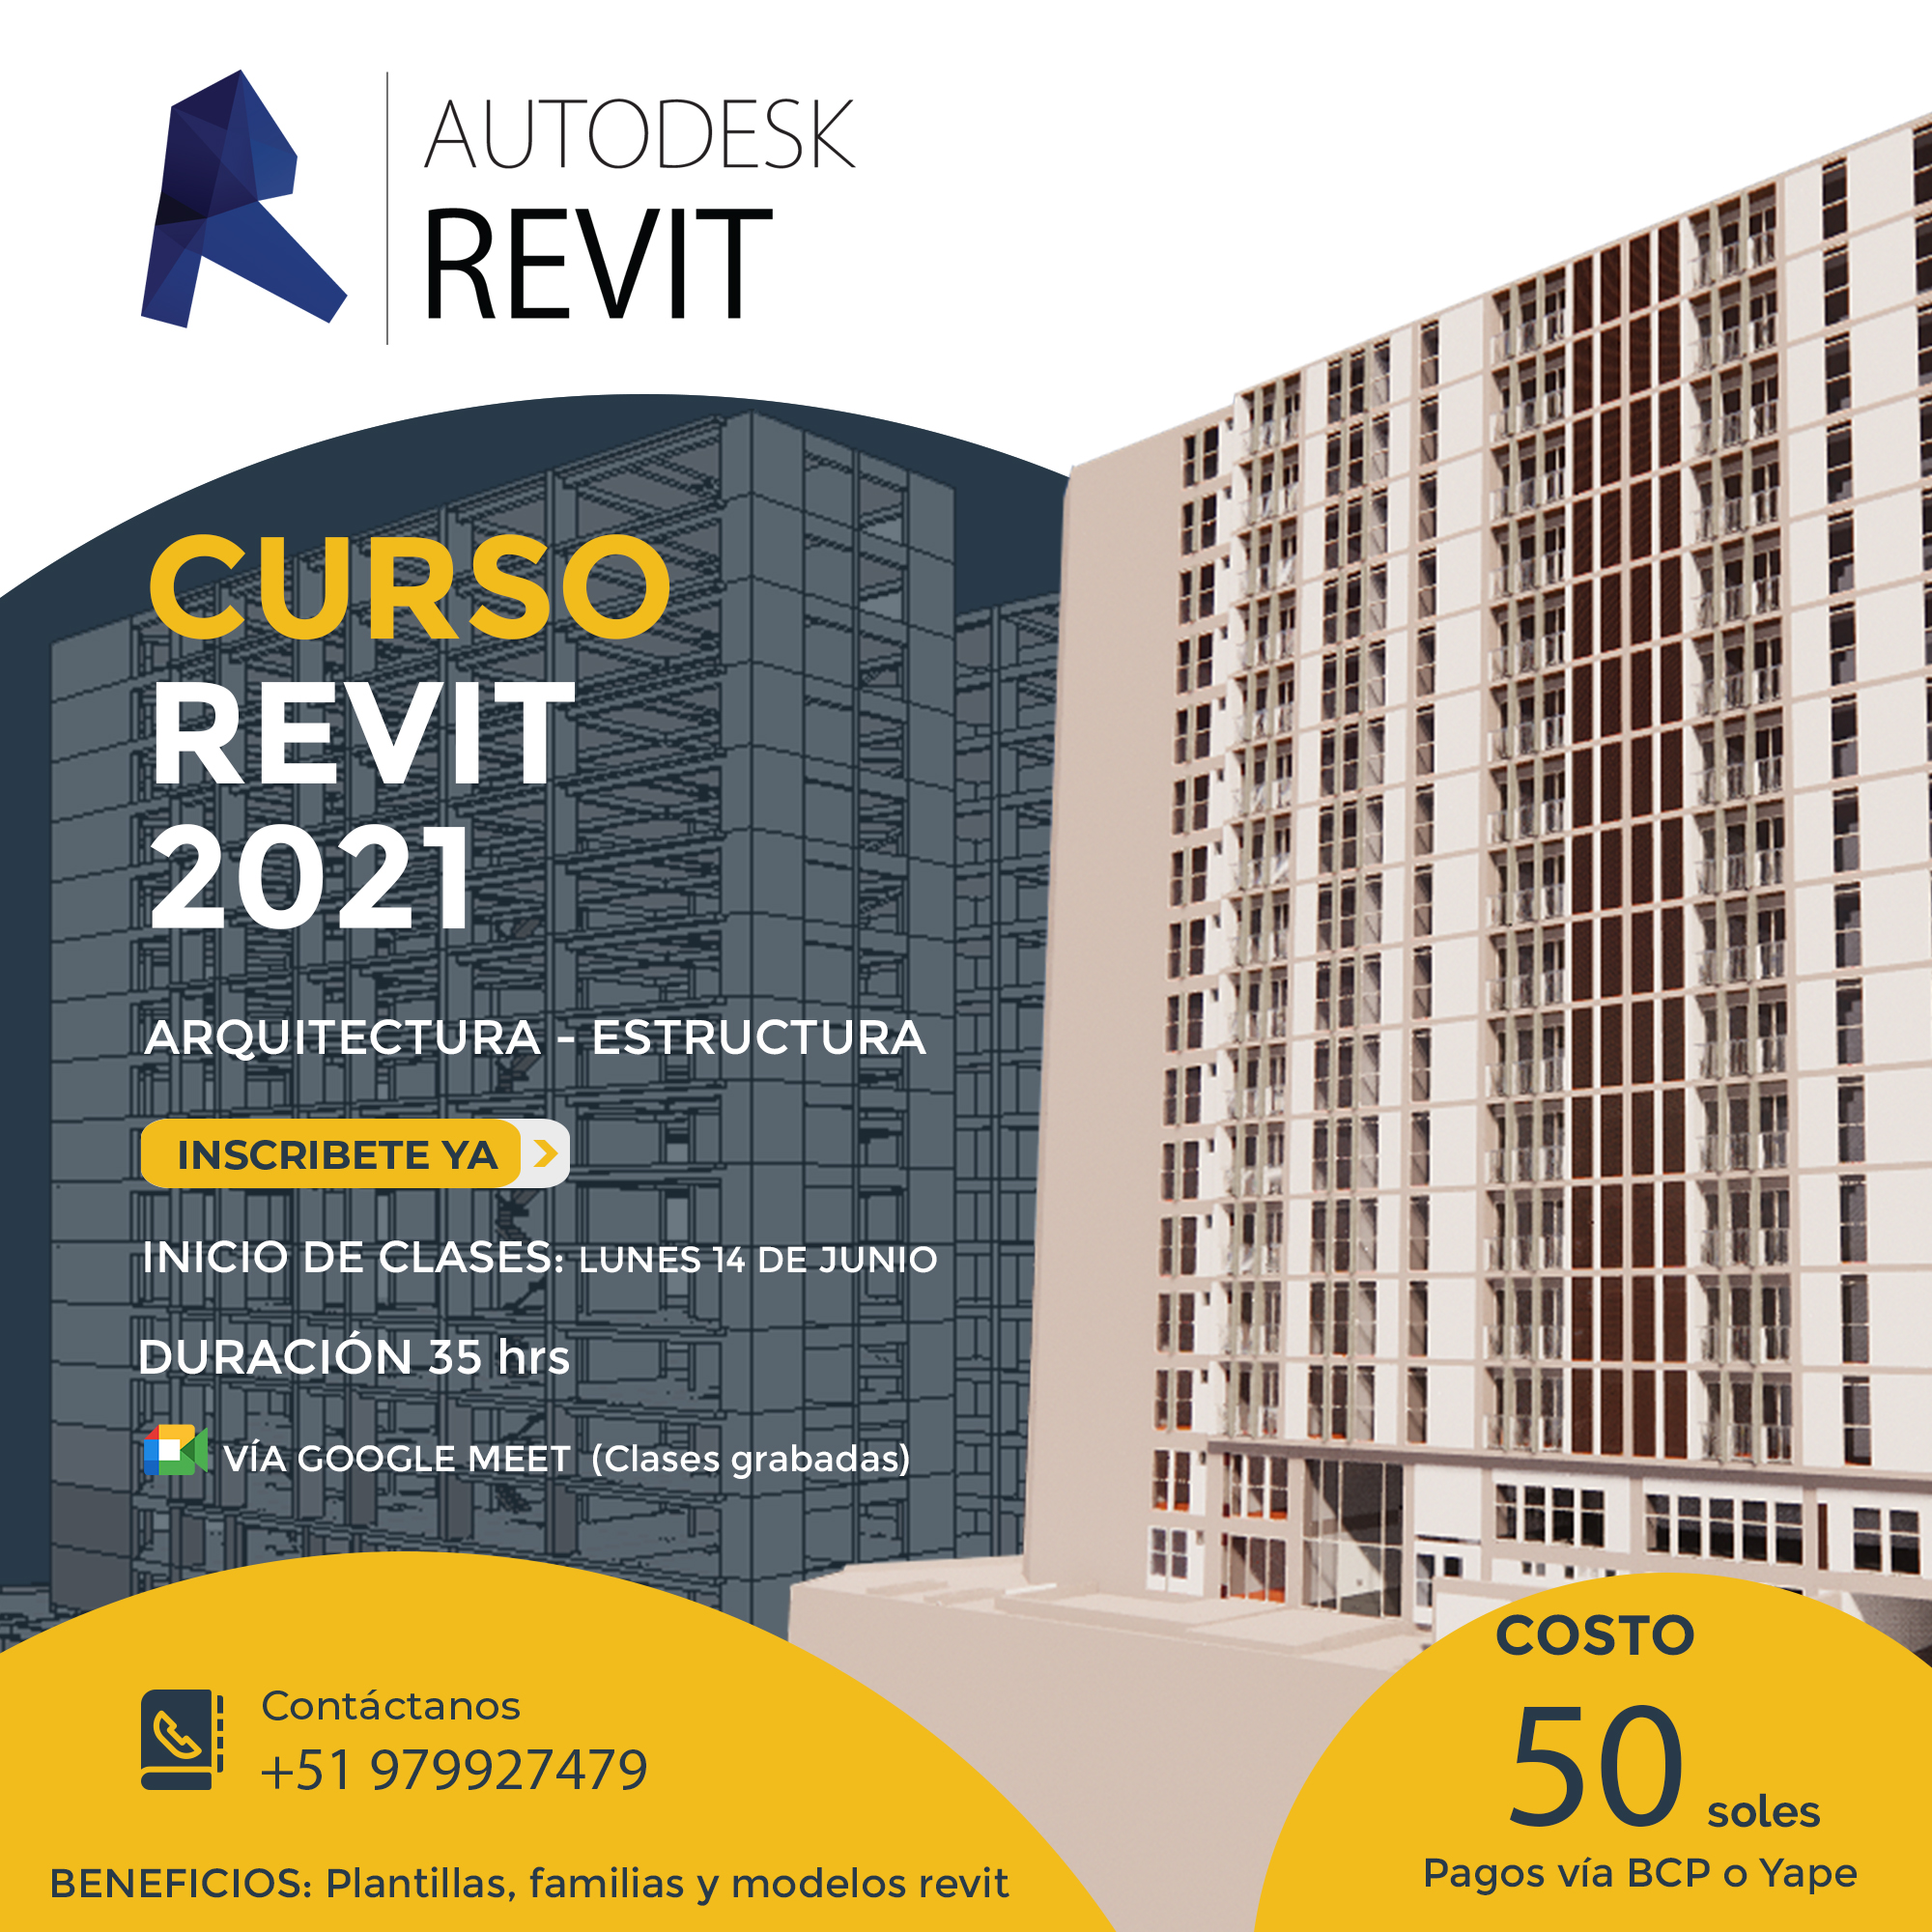 AUTODESK
REVIT
CURSO
REVIT
2021
ARQUITECTURA - ESTRUCTURA
INSCRIBETE YA
INICIO DE CLASES: LUNES 14 DE JUNIO
DURACIÓN 35 hrs
VÍA GOOGLE MEET (Clases grabadas)
Contáctanos
+51 979927479
BENEFICIOS: Plantillas, familias y modelos revit
COSTO
50 soles
Pagos vía BCP o Yape